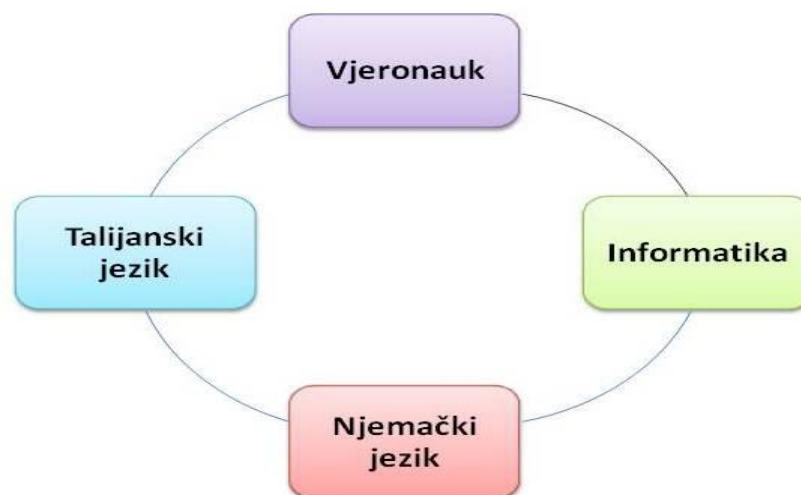 Vjeronauk
Talijanski
jezik
Informatika
Njemački
jezik